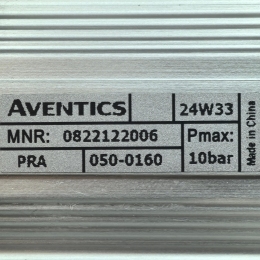 AVENTICS 24W33
MNR: 0822122006 Pmax:
PRA 050-0160 10bar
Made in China